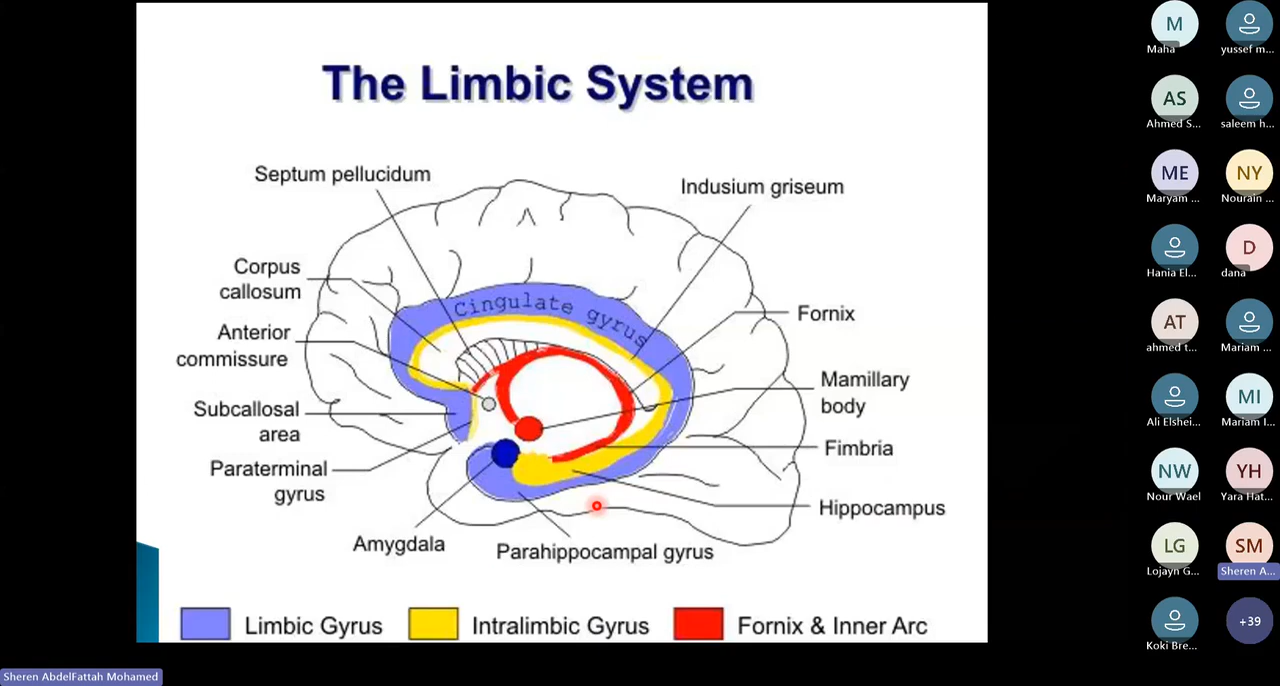 The Limbic System
Septum pellucidum
Indusium griseum
Corpus
callosum
Cingulate gyrus
Fornix
Anterior
commissure
Mamillary
body
Subcallosal
area
Fimbria
Paraterminal
gyrus
Hippocampus
Amygdala
Parahippocampal gyrus
Limbic Gyrus
Intralimbic Gyrus
Fornix & Inner Arc
M
Maha
yussef m...
AS
Ahmed S...
saleem h...
ME
Maryam ...
NY
Nourain ...
Hania El...
D
dana
AT
ahmed t...
Mariam ...
Ali Elshei...
MI
Mariam I...
NW
Nour Wael
YH
Yara Hat...
LG
Lojayn G...
SM
Sheren A...
Koki Bre...
+39
Sheren AbdelFattah Mohamed